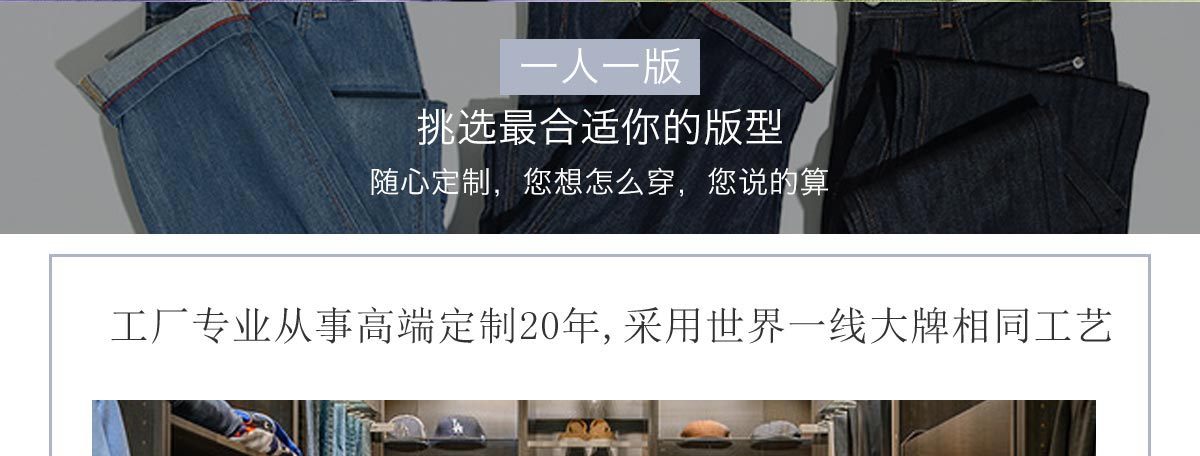 一人一版
挑选最合适你的版型
随心定制，您想怎么穿，您说的算
工厂专业从事高端定制20年,采用世界一线大牌相同工艺
LA